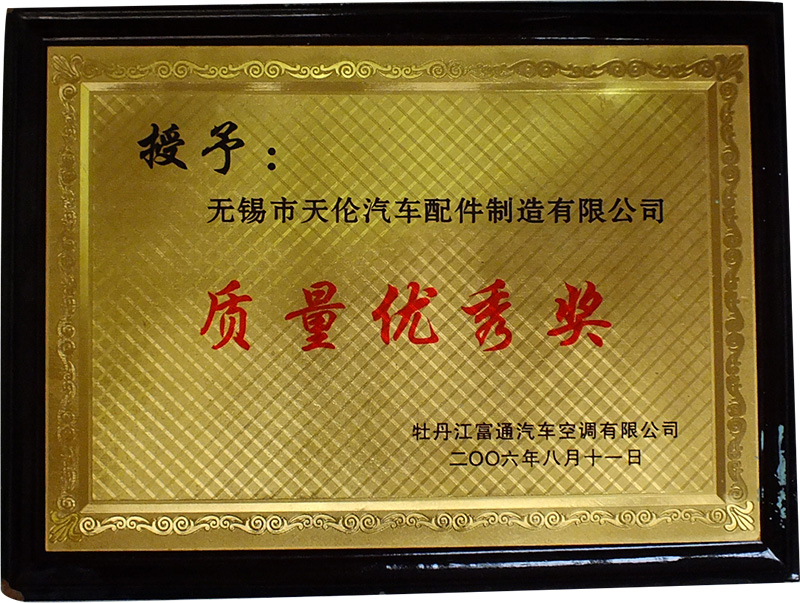 授予：
无锡市天伦汽车配件制造有限公司
质量优秀奖
牡丹江富通汽车空调有限公司
二〇〇六年八月十一日